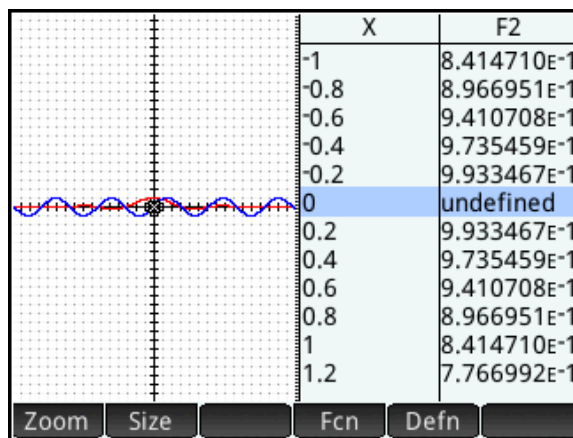 X F2
-1 8.414710E-1
-0.8 8.966951E-1
-0.6 9.410708E-1
-0.4 9.735459E-1
-0.2 9.933467E-1
0 undefined
0.2 9.933467E-1
0.4 9.735459E-1
0.6 9.410708E-1
0.8 8.966951E-1
1 8.414710E-1
1.2 7.766992E-1
Zoom Size Fcn Defn